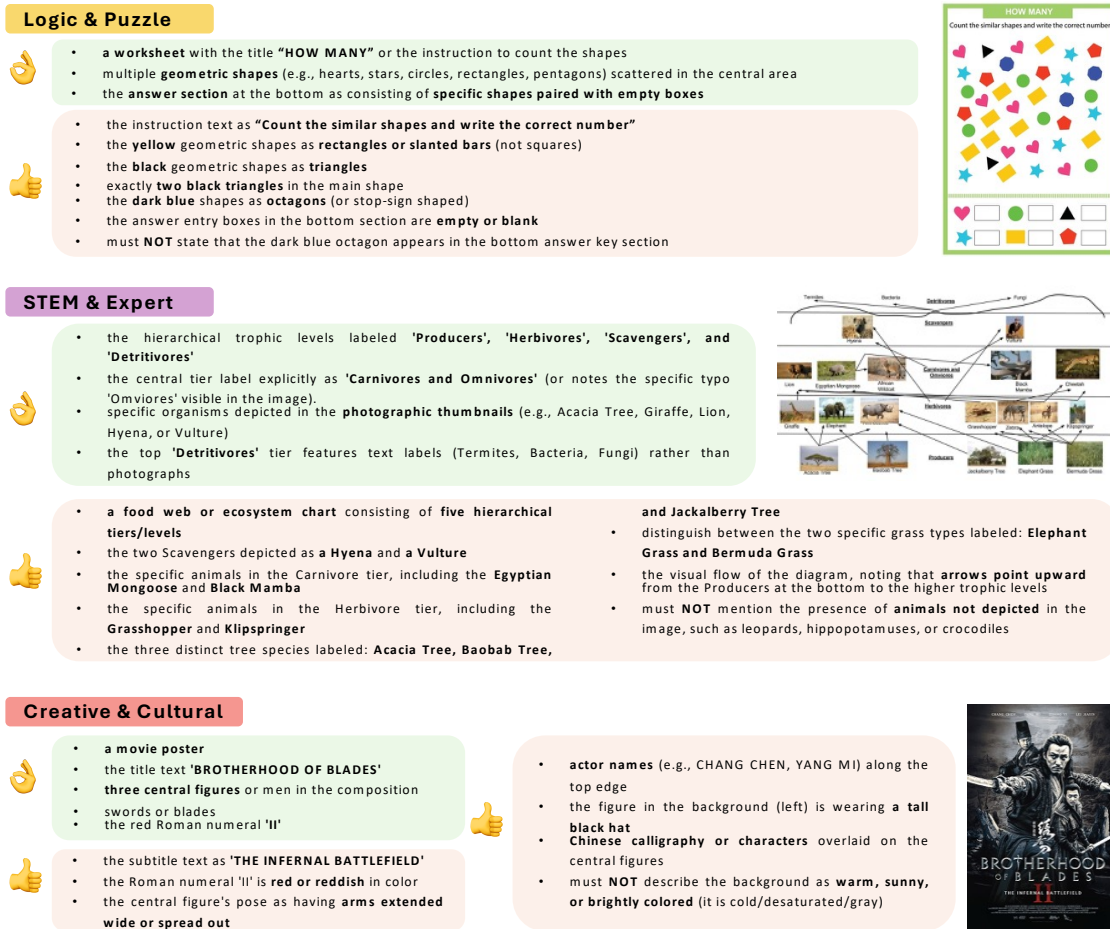 Logic & Puzzle
• a worksheet with the title “HOW MANY” or the instruction to count the shapes
• multiple geometric shapes (e.g., hearts, stars, circles, rectangles, pentagons) scattered in the central area
• the answer section at the bottom as consisting of specific shapes paired with empty boxes
• the instruction text as “Count the similar shapes and write the correct number”
• the yellow geometric shapes as rectangles or slanted bars (not squares)
• the black geometric shapes as triangles
• exactly two black triangles in the main shape
• the dark blue shapes as octagons (or stop-sign shaped)
• the answer entry boxes in the bottom section are empty or blank
• must NOT state that the dark blue octagon appears in the bottom answer key section
HOW MANY
Count the similar shapes and write the correct number
STEM & Expert
• the hierarchical trophic levels labeled 'Producers', 'Herbivores', 'Scavengers', and
'Detritivores'
• the central tier label explicitly as 'Carnivores and Omnivores' (or notes the specific typo
'Omviores' visible in the image).
• specific organisms depicted in the photographic thumbnails (e.g., Acacia Tree, Giraffe, Lion,
Hyena, or Vulture)
• the top 'Detritivores' tier features text labels (Termites, Bacteria, Fungi) rather than
photographs
Termites Bacteria Detritivores Fungi
Scavengers
Hyena Vulture
Carnivores and
Lion Egyptian Mongoose African
Wildcat Black
Mamba Cheetah
Herbivores
Giraffe Elephant Grasshopper Zebra Antelope Klipspringer
Producers
Acacia Tree Baobab Tree Jackalberry Tree Elephant Grass Bermuda Grass
• a food web or ecosystem chart consisting of five hierarchical
tiers/levels
• the two Scavengers depicted as a Hyena and a Vulture
• the specific animals in the Carnivore tier, including the Egyptian
Mongoose and Black Mamba
• the specific animals in the Herbivore tier, including the
Grasshopper and Klipspringer
• the three distinct tree species labeled: Acacia Tree, Baobab Tree,
and Jackalberry Tree
• distinguish between the two specific grass types labeled: Elephant
Grass and Bermuda Grass
• the visual flow of the diagram, noting that arrows point upward
from the Producers at the bottom to the higher trophic levels
• must NOT mention the presence of animals not depicted in the
image, such as leopards, hippopotamuses, or crocodiles
Creative & Cultural
• a movie poster
• the title text 'BROTHERHOOD OF BLADES'
• three central figures or men in the composition
• swords or blades
• the red Roman numeral 'II'
• the subtitle text as 'THE INFERNAL BATTLEFIELD'
• the Roman numeral 'II' is red or reddish in color
• the central figure's pose as having arms extended
wide or spread out
• actor names (e.g., CHANG CHEN, YANG MI) along the
top edge
• the figure in the background (left) is wearing a tall
black hat
• Chinese calligraphy or characters overlaid on the
central figures
• must NOT describe the background as warm, sunny,
or brightly colored (it is cold/desaturated/gray)
BROTHERHOOD
OF BLADES
II
THE INFERNAL BATTLEFIELD